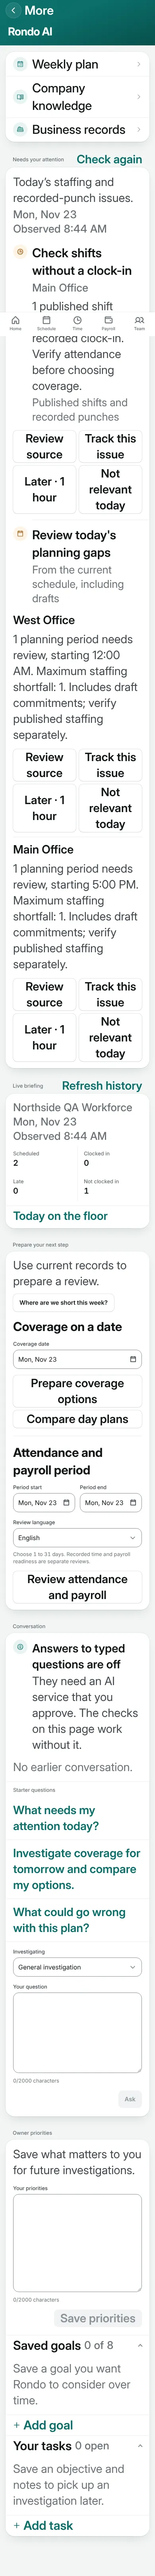 More
Rondo AI
Weekly plan
Company
knowledge
Business records
Needs your attention
Check again
Today's staffing and
recorded-punch issues.
Mon, Nov 23
Observed 8:44 AM
Check shifts
without a clock-in
Main Office
1 published shift
Home
Schedule
Time
Payroll
Team
recorded clock-in.
Verify attendance
before choosing
coverage.
Published shifts and
recorded punches
Review
source
Track this
issue
Later · 1
hour
Not
relevant
today
Review today's
planning gaps
From the current
schedule, including
drafts
West Office
1 planning period needs
review, starting 12:00
AM. Maximum staffing
shortfall: 1. Includes draft
commitments; verify
published staffing
separately.
Review
source
Track this
issue
Later · 1
hour
Not
relevant
today
Main Office
1 planning period needs
review, starting 5:00 PM.
Maximum staffing
shortfall: 1. Includes draft
commitments; verify
published staffing
separately.
Review
source
Track this
issue
Later · 1
hour
Not
relevant
today
Live briefing
Refresh history
Northside QA Workforce
Mon, Nov 23
Observed 8:44 AM
Scheduled
2
Clocked in
0
Late
0
Not clocked in
1
Today on the floor
Prepare your next step
Use current records to
prepare a review.
Where are we short this week?
Coverage on a date
Coverage date
Mon, Nov 23
Prepare coverage
options
Compare day plans
Attendance and
payroll period
Period start
Period end
Mon, Nov 23
Mon, Nov 23
Review language
English
Choose 1 to 31 days. Recorded time and payroll
readiness are separate reviews.
Review attendance
and payroll
Conversation
Answers to typed
questions are off
They need an AI
service that you
approve. The checks
on this page work
without it.
No earlier conversation.
Starter questions
What needs my
attention today?
Investigate coverage for
tomorrow and compare
my options.
What could go wrong
with this plan?
Investigating
General investigation
Your question
0/2000 characters
Ask
Owner priorities
Save what matters to you
for future investigations.
Your priorities
0/2000 characters
Save priorities
Saved goals 0 of 8
Save a goal you want
Rondo to consider over
time.
+ Add goal
Your tasks 0 open
Save an objective and
notes to pick up an
investigation later.
+ Add task